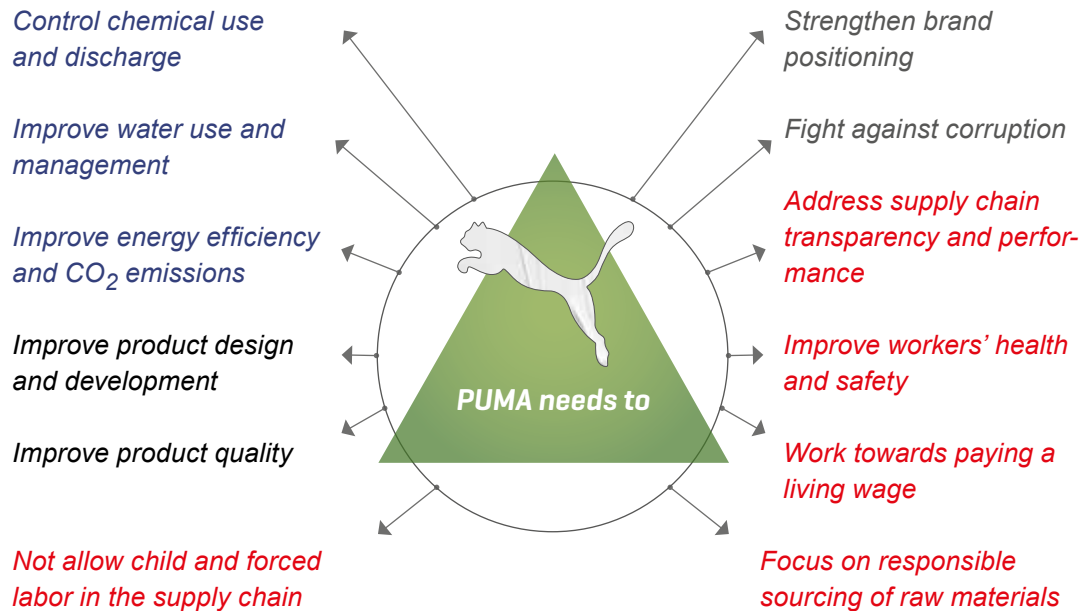 Control chemical use
and discharge
Improve water use and
management
Improve energy efficiency
and CO2 emissions
Improve product design
and development
Improve product quality
Not allow child and forced
labor in the supply chain
PUMA needs to
Strengthen brand
positioning
Fight against corruption
Address supply chain
transparency and perfor-
mance
Improve workers’ health
and safety
Work towards paying a
living wage
Focus on responsible
sourcing of raw materials